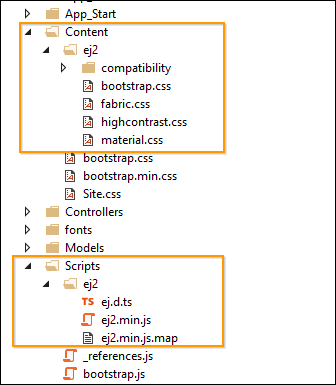 App_Start
Content
ej2
compatibility
bootstrap.css
fabric.css
highcontrast.css
material.css
bootstrap.css
bootstrap.min.css
Site.css
Controllers
fonts
Models
Scripts
ej2
TS ej.d.ts
ej2.min.js
ej2.min.js.map
_references.js
bootstrap.js